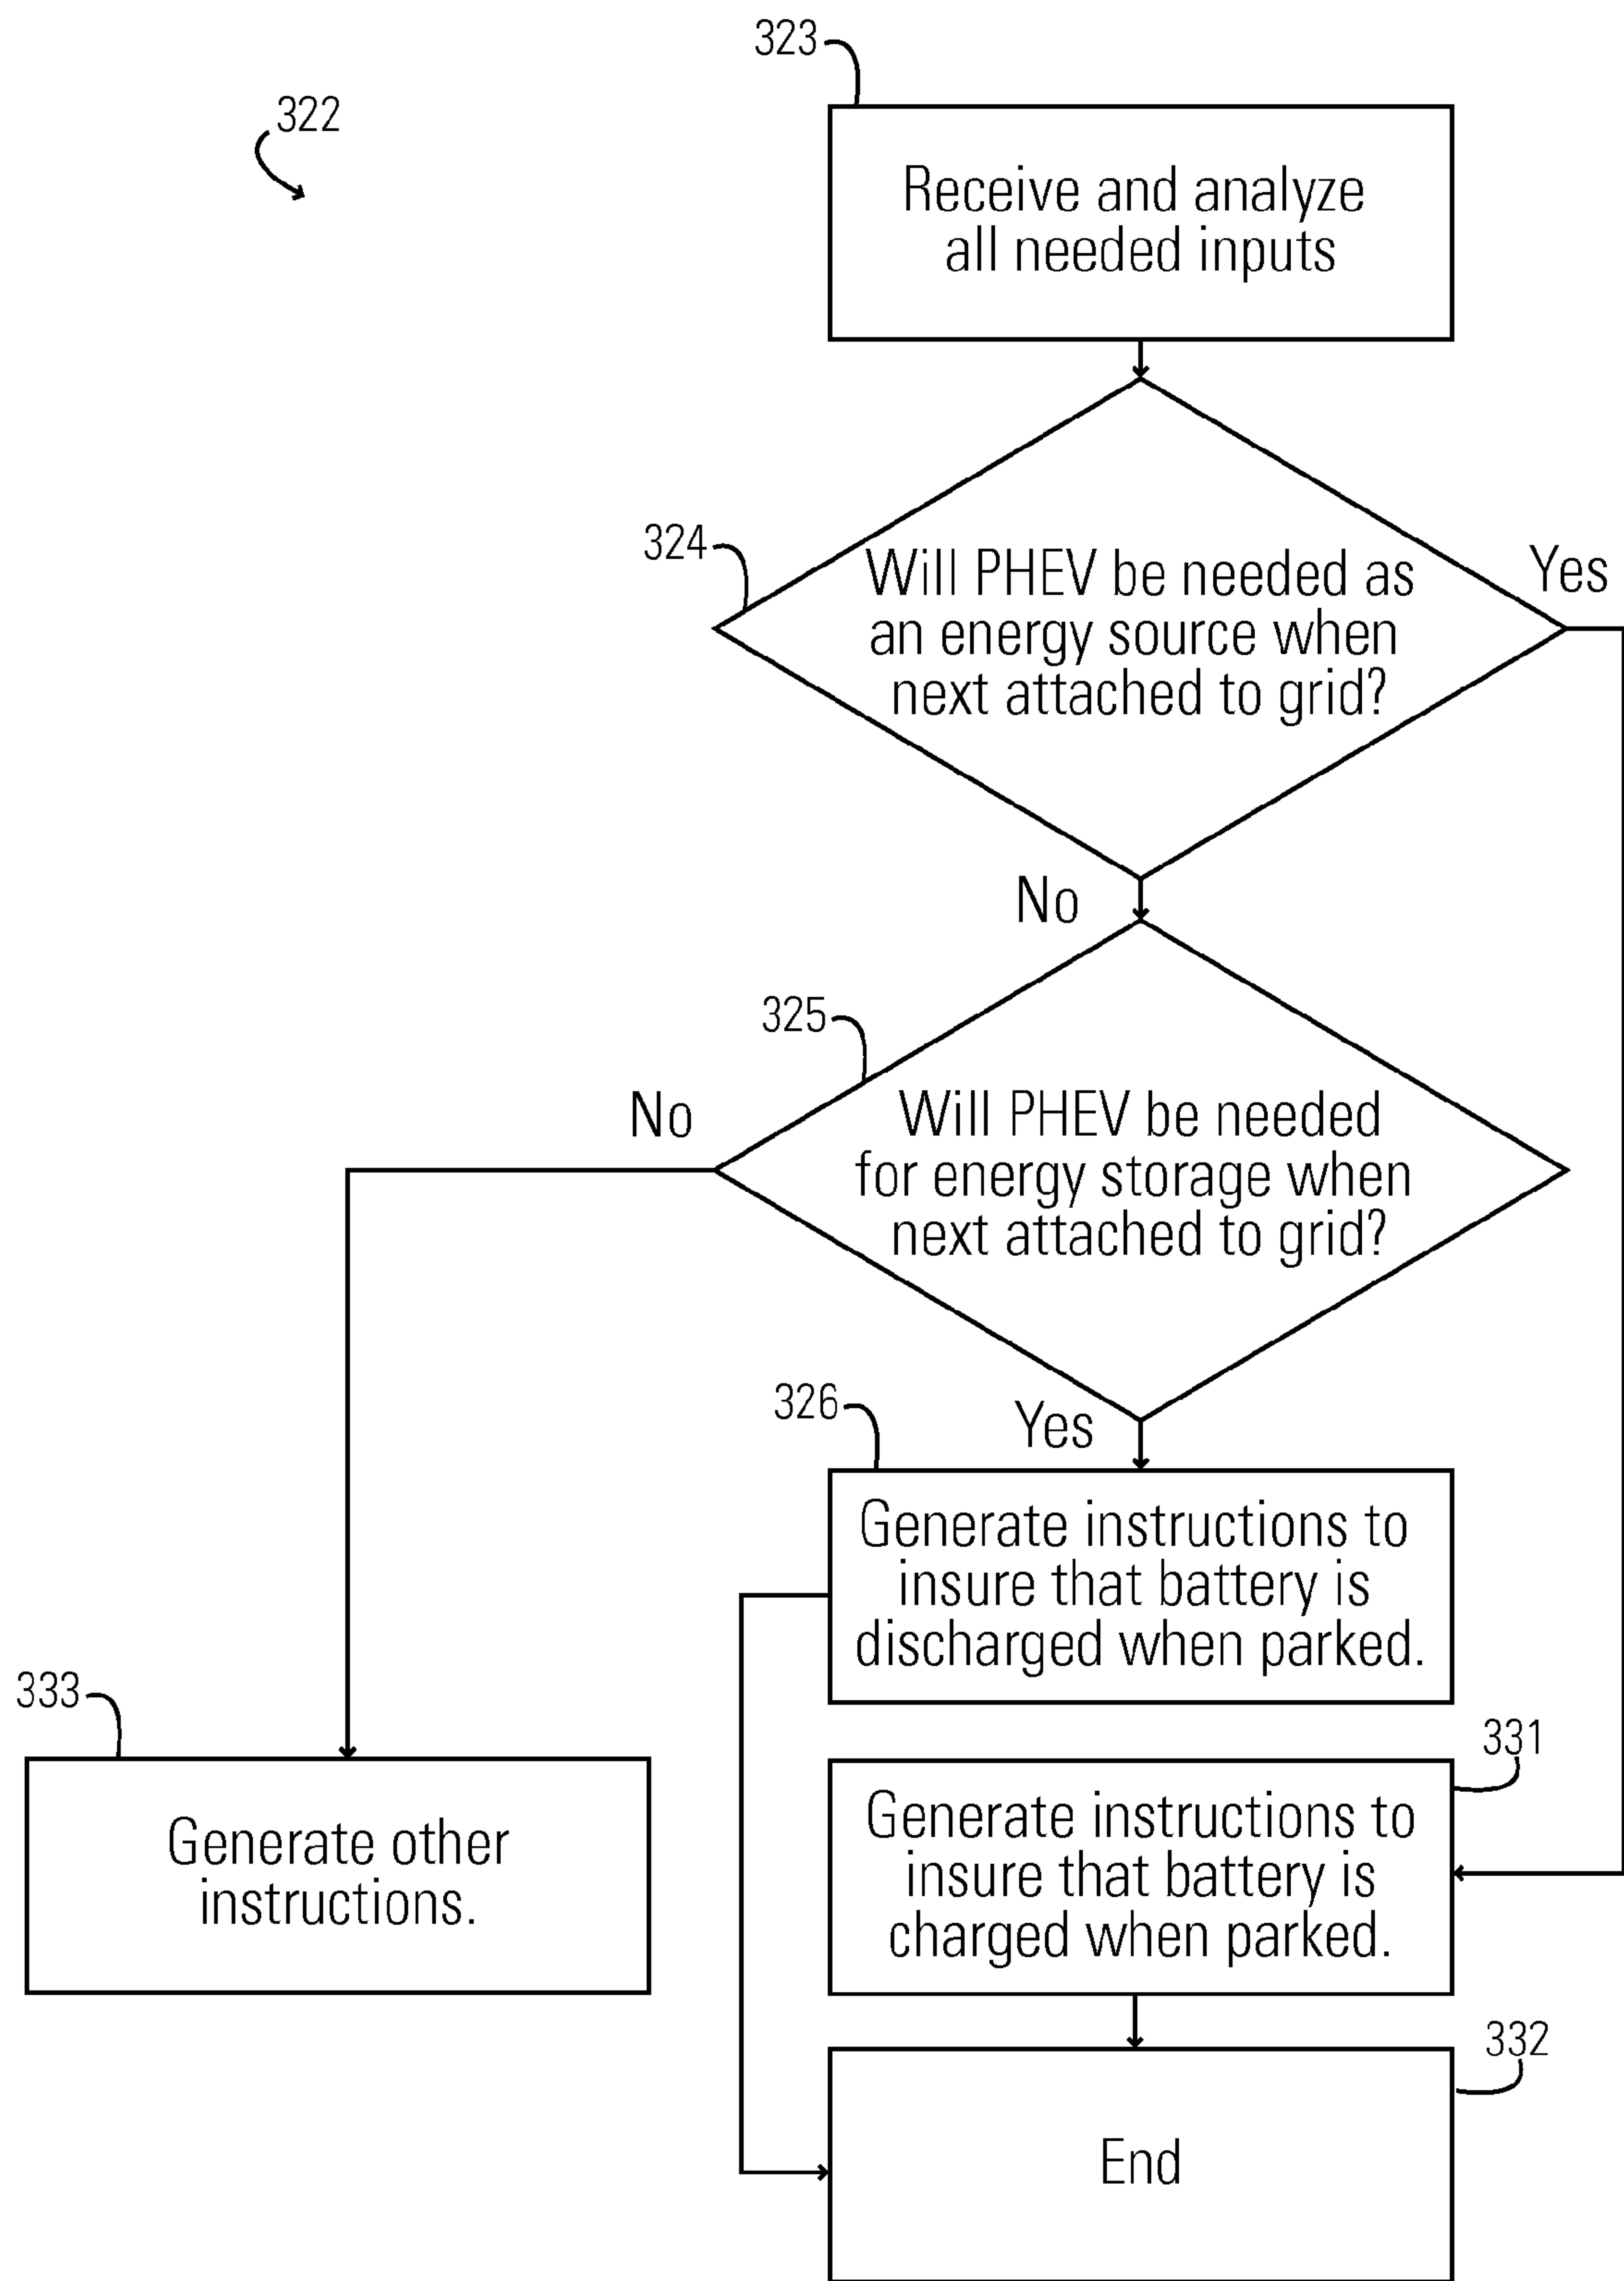 323
322
Receive and analyze
all needed inputs
324
Will PHEV be needed as
an energy source when
next attached to grid?
Yes
No
325
Will PHEV be needed
for energy storage when
next attached to grid?
No
Yes
326
Generate instructions to
insure that battery is
discharged when parked.
333
Generate other
instructions.
331
Generate instructions to
insure that battery is
charged when parked.
332
End